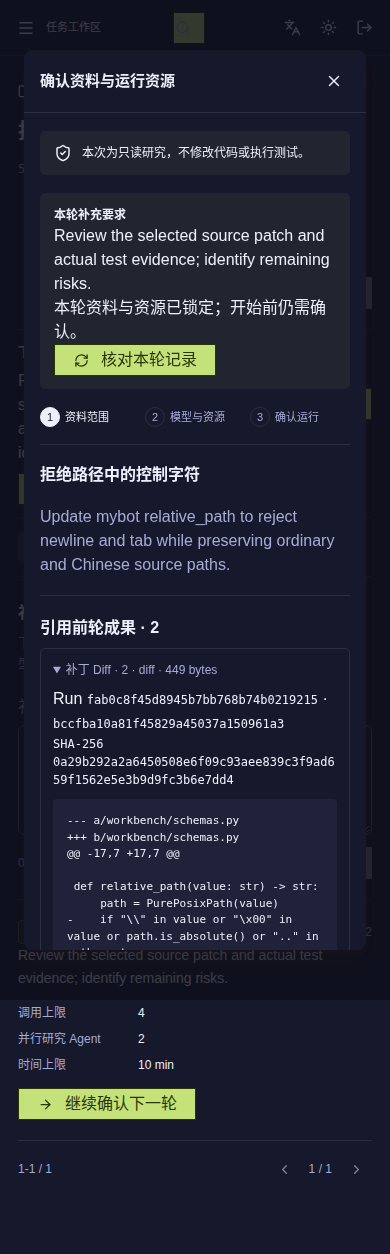 任务工作区
确认资料与运行资源
本次为只读研究，不修改代码或执行测试。
本轮补充要求
Review the selected source patch and
actual test evidence; identify remaining
risks.
本轮资料与资源已锁定；开始前仍需确
认。
核对本轮记录
1 资料范围
2 模型与资源
3 确认运行
拒绝路径中的控制字符
Update mybot relative_path to reject
newline and tab while preserving ordinary
and Chinese source paths.
引用前轮成果 · 2
▼ 补丁 Diff · 2 · diff · 449 bytes
Run fab0c8f45d8945b7bb768b74b0219215 ·
bccfba10a81f45829a45037a150961a3
SHA-256
0a29b292a2a6450508e6f09c93aee839c3f9ad6
59f1562e5e3b9d9fc3b6e7dd4
--- a/workbench/schemas.py
+++ b/workbench/schemas.py
@@ -17,7 +17,7 @@
def relative_path(value: str) -> str:
path = PurePosixPath(value)
- if "\\" in value or "\x00" in
value or path.is_absolute() or ".." in
Review the selected source patch and actual test
evidence; identify remaining risks.
调用上限 4
并行研究 Agent 2
时间上限 10 min
继续确认下一轮
1-1 / 1
1 / 1